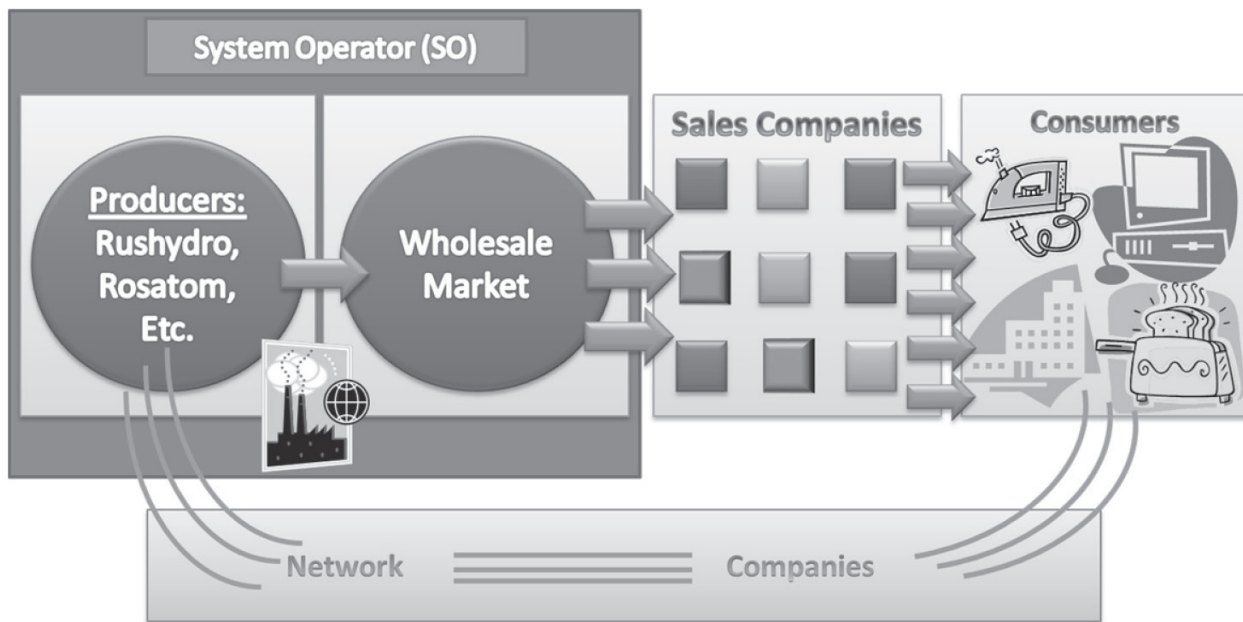 System Operator (SO)
Producers:
Rushydro,
Rosatom,
Etc.
Wholesale
Market
Sales Companies
Consumers
Network Companies